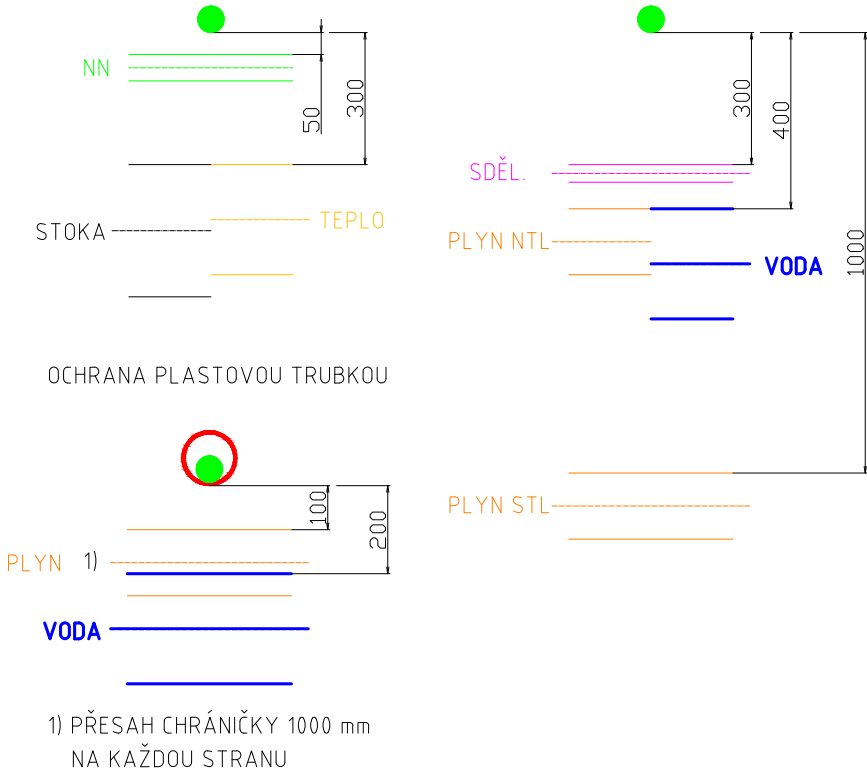 NN
50
300
STOKA
TEPLO
300
400
1000
SDĚL.
PLYN NTL
VODA
PLYN STL
OCHRANA PLASTOVOU TRUBKOU
100
200
PLYN 1)
VODA
1) PŘESAH CHRÁNIČKY 1000 mm
NA KAŽDOU STRANU